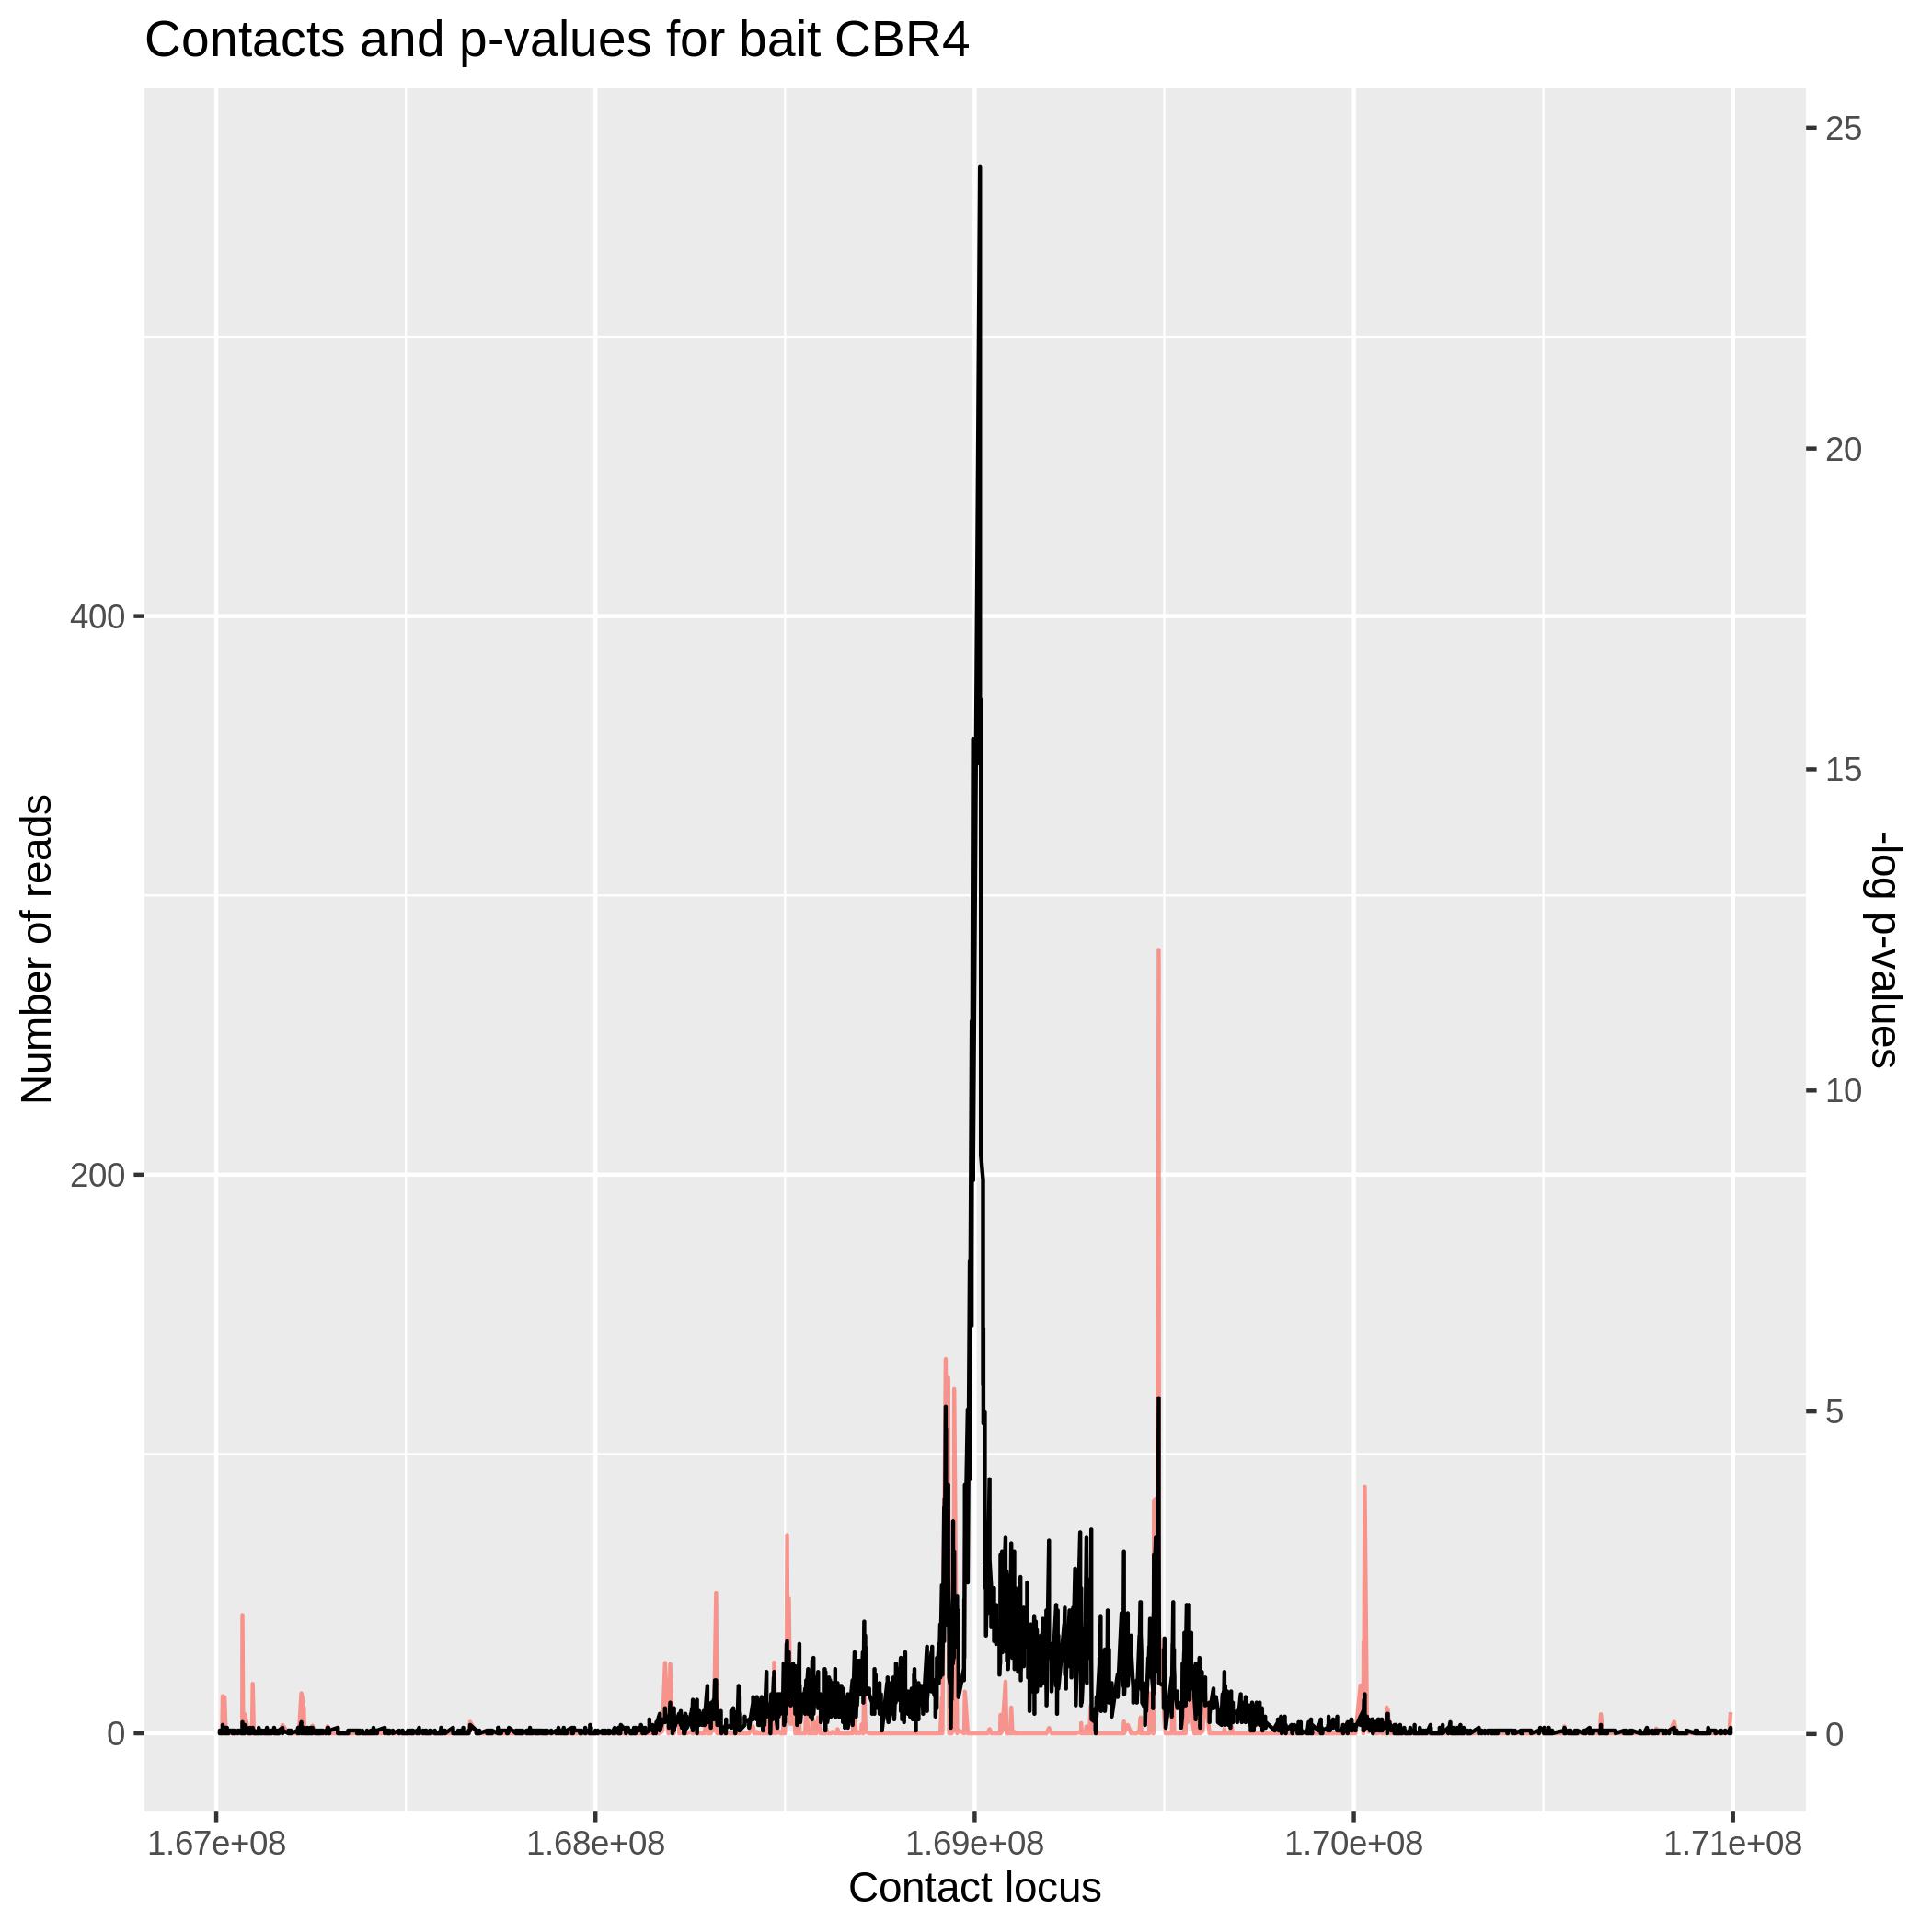 Contacts and p-values for bait CBR4
Number of reads
400
200
0
25
20
15
10
5
0
-log p-values
1.67e+08 1.68e+08 1.69e+08 1.70e+08 1.71e+08
Contact locus